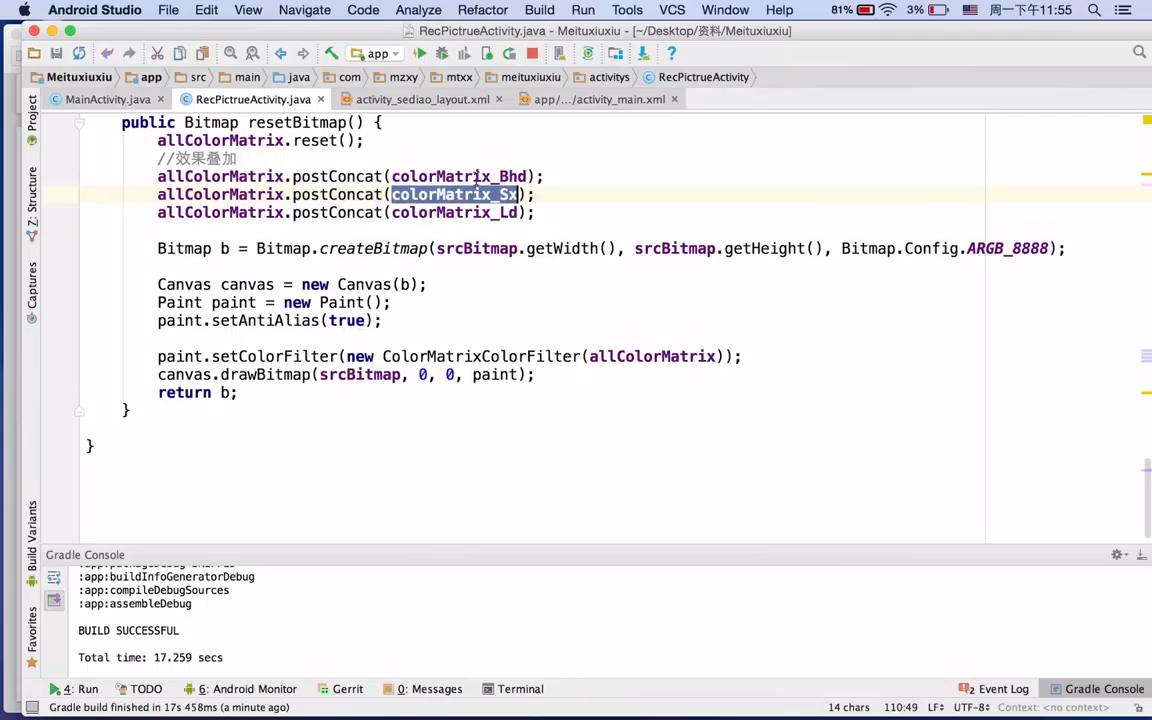 Android Studio File Edit View Navigate Code Analyze Refactor Build Run Tools VCS Window Help 81% 3% 周一下午11:55
RecPictrueActivity.java - Meituxiuxiu - [~/Desktop/资料/Meituxiuxiu]
app
Meituxiuxiu app src main java com mzxy mtxx meituxiuxiu activitys RecPictrueActivity
MainActivity.java × RecPictrueActivity.java × activity_sediao_layout.xml × app/.../activity_main.xml ×
Project
Z: Structure
Captures
Build Variants
Favorites
public Bitmap resetBitmap() {
allColorMatrix.reset();
//效果叠加
allColorMatrix.postConcat(colorMatrix_Bhd);
allColorMatrix.postConcat(colorMatrix_Sx);
allColorMatrix.postConcat(colorMatrix_Ld);
Bitmap b = Bitmap.createBitmap(srcBitmap.getWidth(), srcBitmap.getHeight(), Bitmap.Config.ARGB_8888);
Canvas canvas = new Canvas(b);
Paint paint = new Paint();
paint.setAntiAlias(true);
paint.setColorFilter(new ColorMatrixColorFilter(allColorMatrix));
canvas.drawBitmap(srcBitmap, 0, 0, paint);
return b;
}
}
Gradle Console
:app:buildInfoGeneratorDebug
:app:compileDebugSources
:app:assembleDebug
BUILD SUCCESSFUL
Total time: 17.259 secs
4: Run TODO 6: Android Monitor Gerrit 0: Messages Terminal 2 Event Log Gradle Console
Gradle build finished in 17s 458ms (a minute ago) 14 chars 110:49 LF÷ UTF-8÷ Context: <no context>